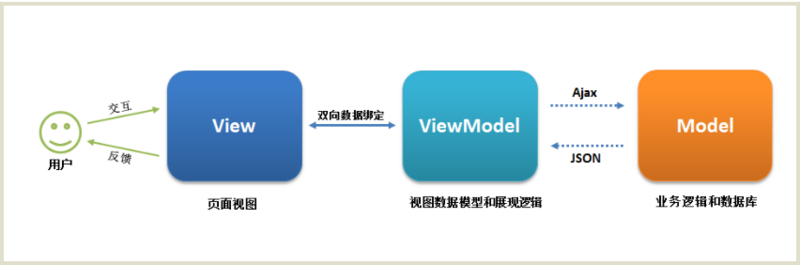 交互
反馈
用户
View
页面视图
双向数据绑定
ViewModel
视图数据模型和展现逻辑
Ajax
JSON
Model
业务逻辑和数据库